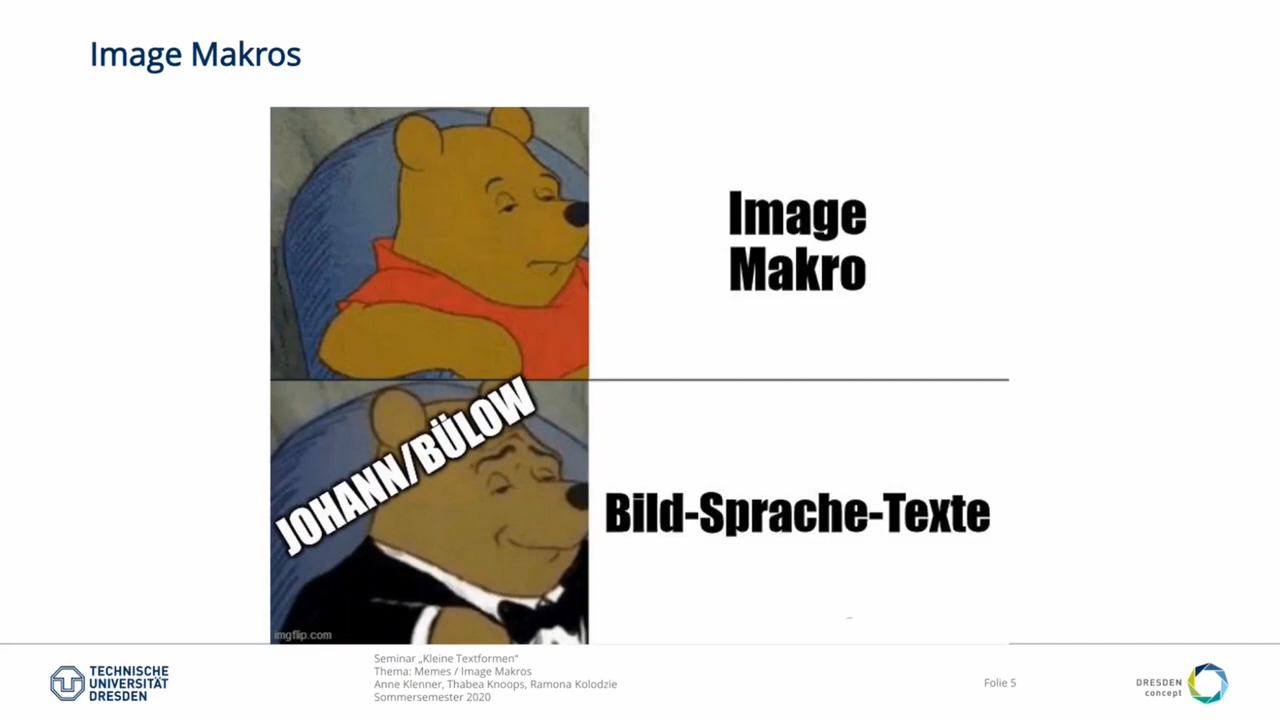 Image Makros
Image
Makro
JOHANN/BÜLOW
Bild-Sprache-Texte
imgflip.com
TECHNISCHE
UNIVERSITÄT
DRESDEN
Seminar „Kleine Textformen“
Thema: Memes / Image Makros
Anne Klenner, Thabea Knoops, Ramona Kolodzie
Sommersemester 2020
Folie 5
DRESDEN
concept